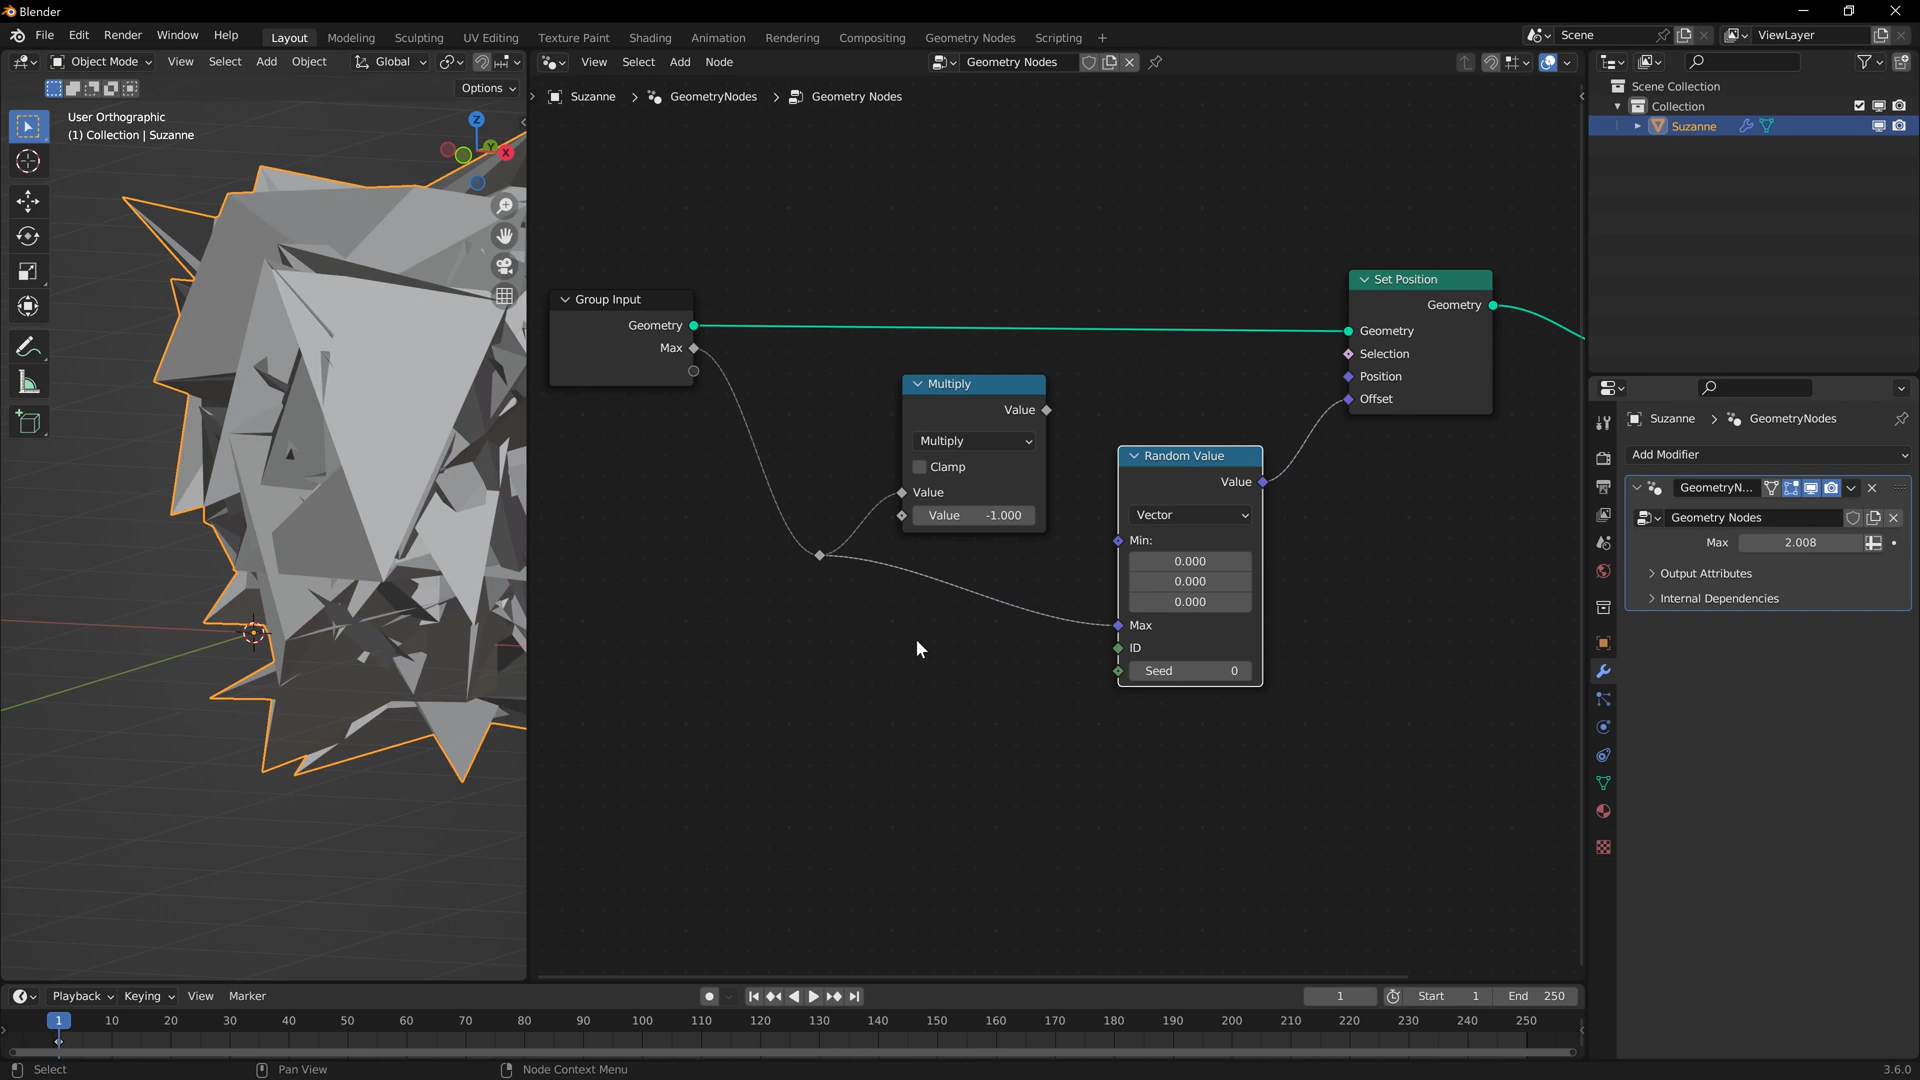 Blender
File Edit Render Window Help Layout Modeling Sculpting UV Editing Texture Paint Shading Animation Rendering Compositing Geometry Nodes Scripting + Scene ViewLayer
Object Mode View Select Add Object Global
View Select Add Node Geometry Nodes
Options
User Orthographic
(1) Collection | Suzanne
Z
Y
X
Suzanne > GeometryNodes > Geometry Nodes
Group Input
Geometry
Max
Multiply
Value
Multiply
Clamp
Value
Value -1.000
Random Value
Value
Vector
Min:
0.000
0.000
0.000
Max
ID
Seed 0
Set Position
Geometry
Geometry
Selection
Position
Offset
Scene Collection
Collection
Suzanne
Suzanne > GeometryNodes
Add Modifier
GeometryN...
Geometry Nodes
Max 2.008
Output Attributes
Internal Dependencies
Playback Keying View Marker
1 Start 1 End 250
1 10 20 30 40 50 60 70 80 90 100 110 120 130 140 150 160 170 180 190 200 210 220 230 240 250
Select Pan View Node Context Menu 3.6.0